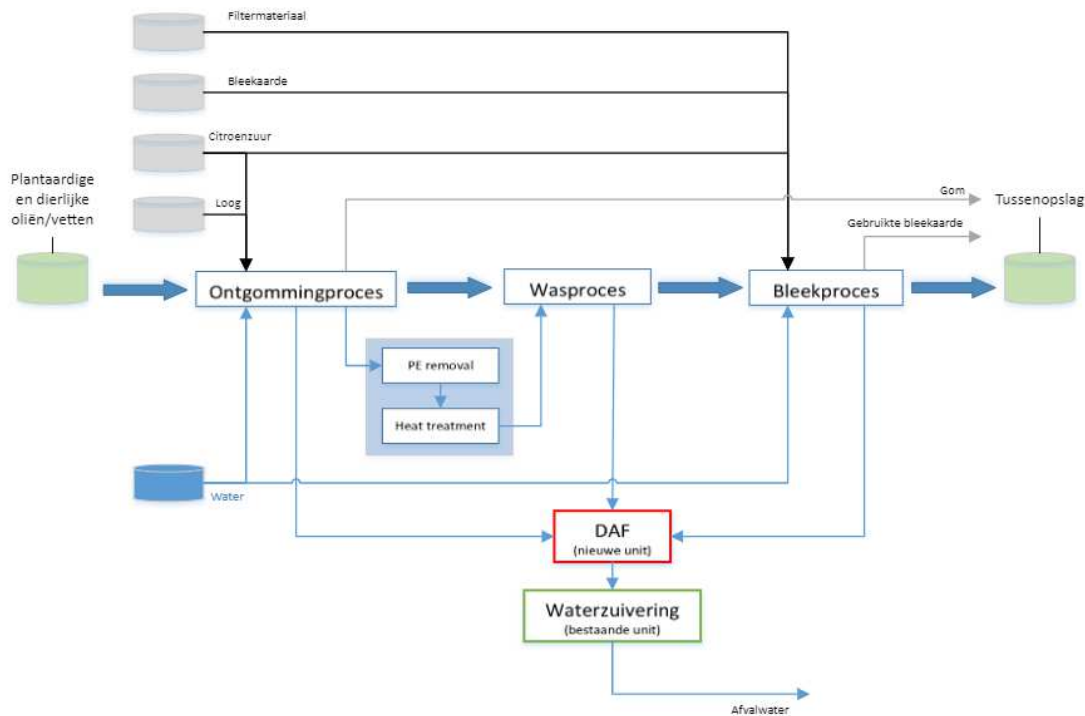 Filtermateriaal
Bleekaarde
Citroenzuur
Loog
Plantaardige
en dierlijke
oliën/vetten
Gom
Gebruikte bleekaarde
Tussenopslag
Ontgommingproces
Wasproces
Bleekproces
PE removal
Heat treatment
Water
DAF
(nieuwe unit)
Waterzuivering
(bestaande unit)
Afvalwater